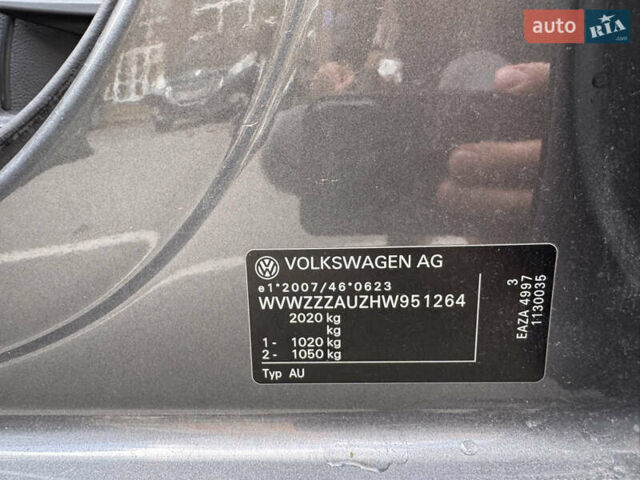 auto RIA.com
VOLKSWAGEN AG
e1*2007/46*0623
WVWZZZAUZHW951264
2020 kg
kg
1- 1020 kg
2- 1050 kg
Typ AU
3
EAZA 4997
1130035